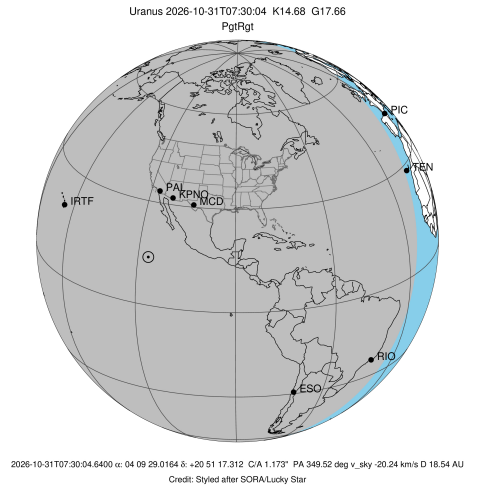 Uranus 2026-10-31T07:30:04 K14.68 G17.66
PgtRgt
PIC
TEN
PAL
KPNO
MCD
IRTF
RIO
ESO
2026-10-31T07:30:04.6400 α: 04 09 29.0164 δ: +20 51 17.312 C/A 1.173" PA 349.52 deg v_sky -20.24 km/s D 18.54 AU
Credit: Styled after SORA/Lucky Star